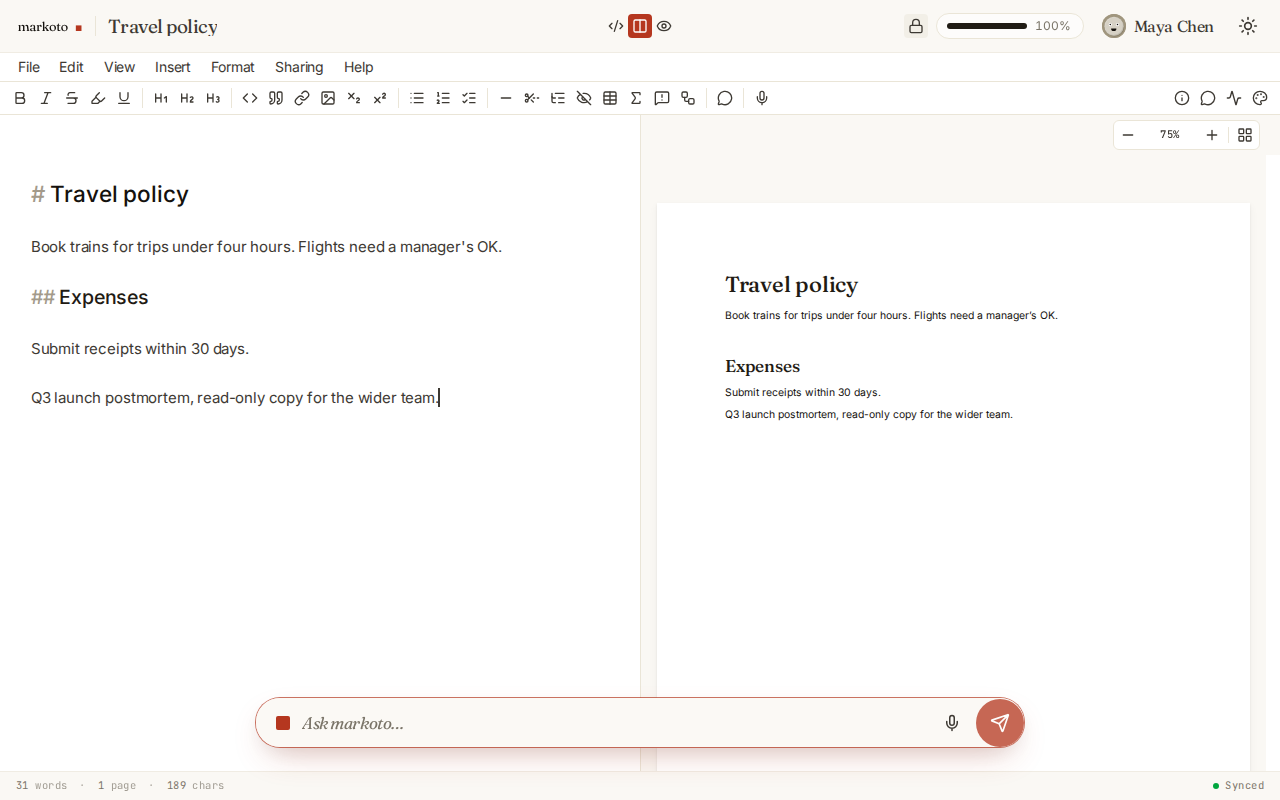 markoto
Travel policy
100%
Maya Chen
File Edit View Insert Format Sharing Help
H1 H2 H3
75%
# Travel policy
Book trains for trips under four hours. Flights need a manager's OK.
## Expenses
Submit receipts within 30 days.
Q3 launch postmortem, read-only copy for the wider team.
Travel policy
Book trains for trips under four hours. Flights need a manager’s OK.
Expenses
Submit receipts within 30 days.
Q3 launch postmortem, read-only copy for the wider team.
Ask markoto...
31 words · 1 page · 189 chars
Synced